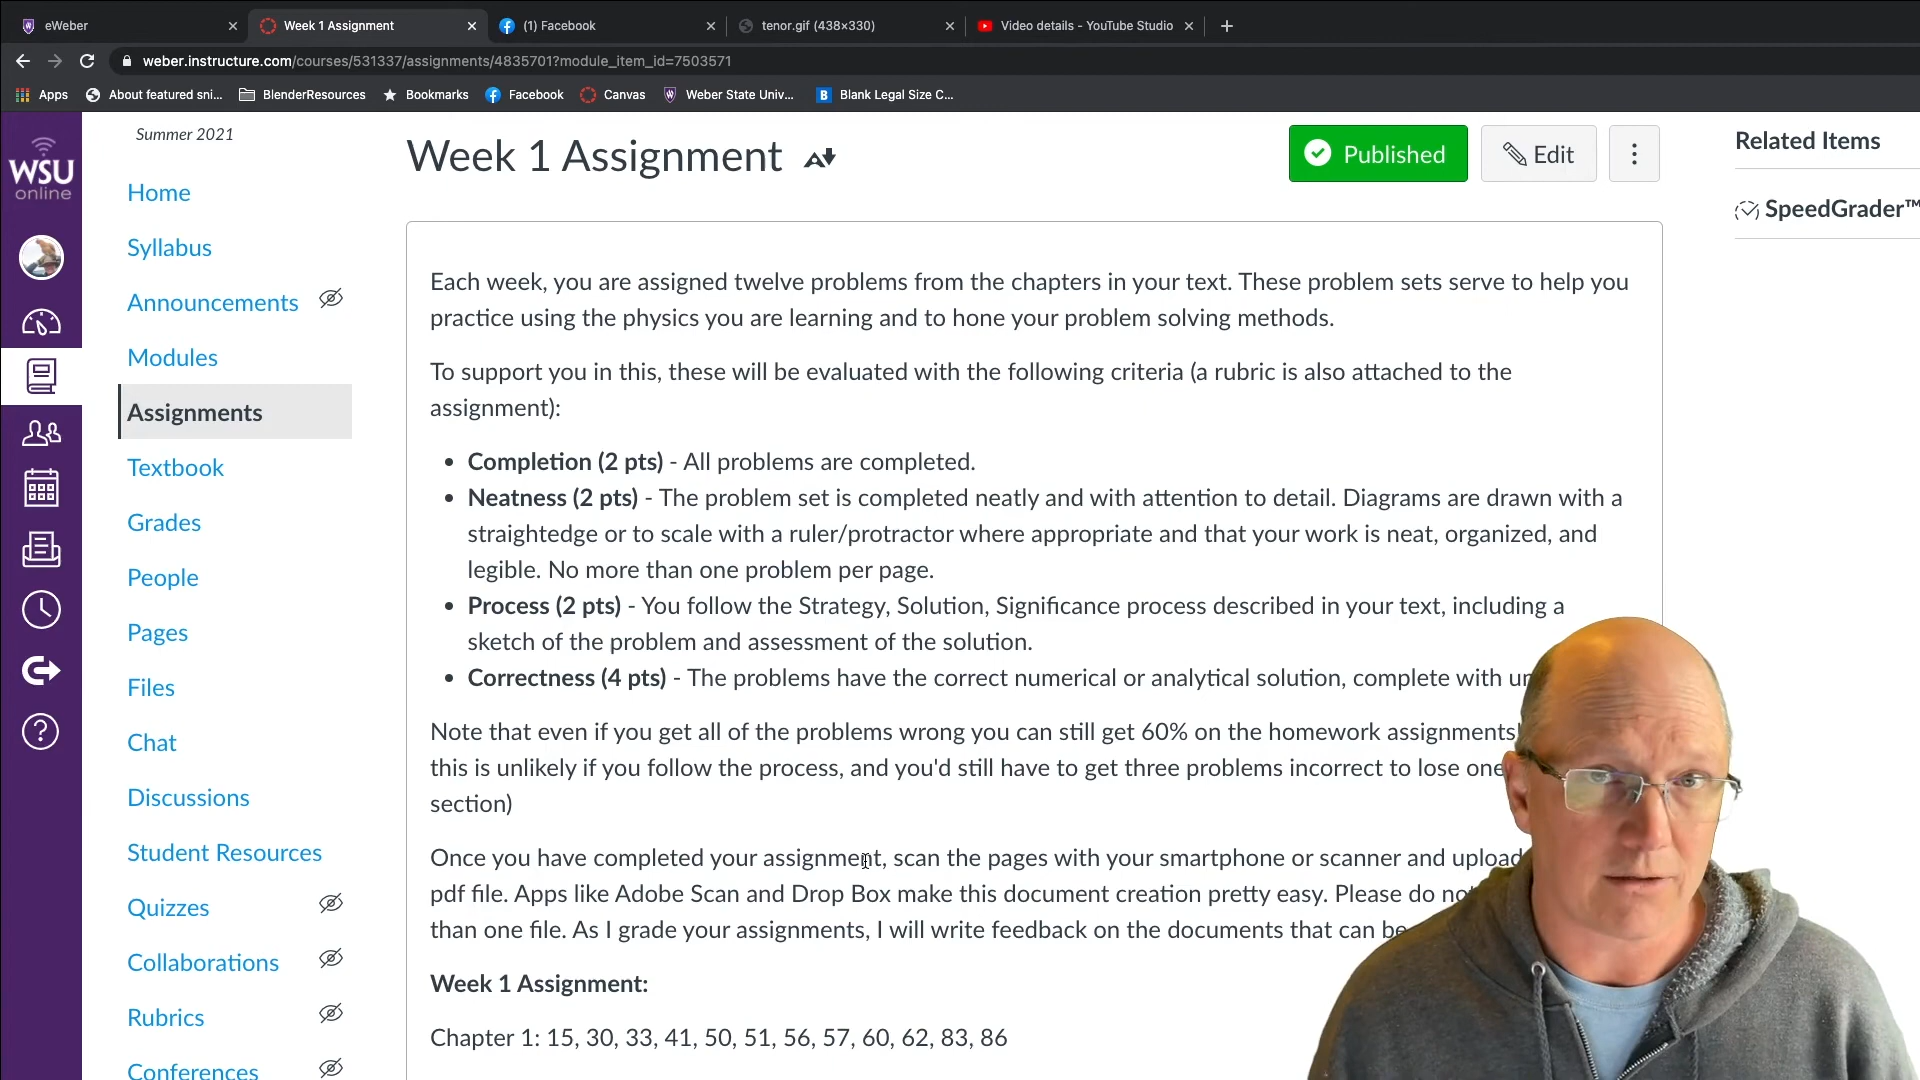 eWeber
Week 1 Assignment
(1) Facebook
tenor.gif (438×330)
Video details - YouTube Studio
weber.instructure.com/courses/531337/assignments/4835701?module_item_id=7503571
Apps
About featured sni...
BlenderResources
Bookmarks
Facebook
Canvas
Weber State Univ...
B
Blank Legal Size C...
WSU
online
Summer 2021
Home
Syllabus
Announcements
Modules
Assignments
Textbook
Grades
People
Pages
Files
Chat
Discussions
Student Resources
Quizzes
Collaborations
Rubrics
Conferences
Week 1 Assignment
Published
Edit
Each week, you are assigned twelve problems from the chapters in your text. These problem sets serve to help you
practice using the physics you are learning and to hone your problem solving methods.
To support you in this, these will be evaluated with the following criteria (a rubric is also attached to the
assignment):
• Completion (2 pts) - All problems are completed.
• Neatness (2 pts) - The problem set is completed neatly and with attention to detail. Diagrams are drawn with a
straightedge or to scale with a ruler/protractor where appropriate and that your work is neat, organized, and
legible. No more than one problem per page.
• Process (2 pts) - You follow the Strategy, Solution, Significance process described in your text, including a
sketch of the problem and assessment of the solution.
• Correctness (4 pts) - The problems have the correct numerical or analytical solution, complete with
Note that even if you get all of the problems wrong you can still get 60% on the homework assignments!
this is unlikely if you follow the process, and you'd still have to get three problems incorrect to lose one
section)
Once you have completed your assignment, scan the pages with your smartphone or scanner and upload
pdf file. Apps like Adobe Scan and Drop Box make this document creation pretty easy. Please do not
than one file. As I grade your assignments, I will write feedback on the documents that can be
Week 1 Assignment:
Chapter 1: 15, 30, 33, 41, 50, 51, 56, 57, 60, 62, 83, 86
Related Items
SpeedGrader™